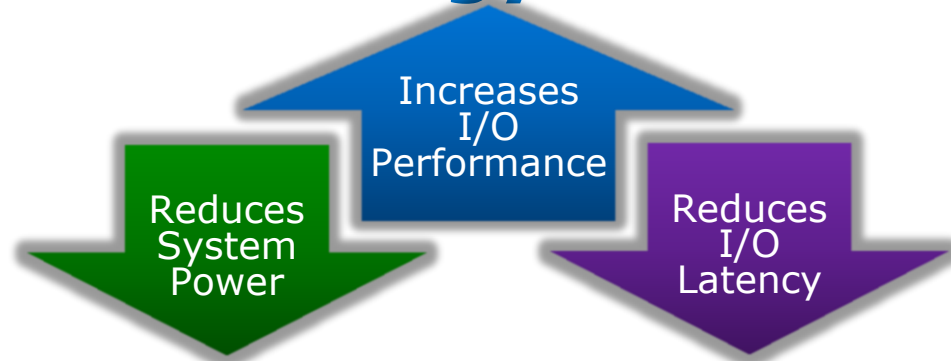 Increases
I/O
Performance
Reduces
System
Power
Reduces
I/O
Latency